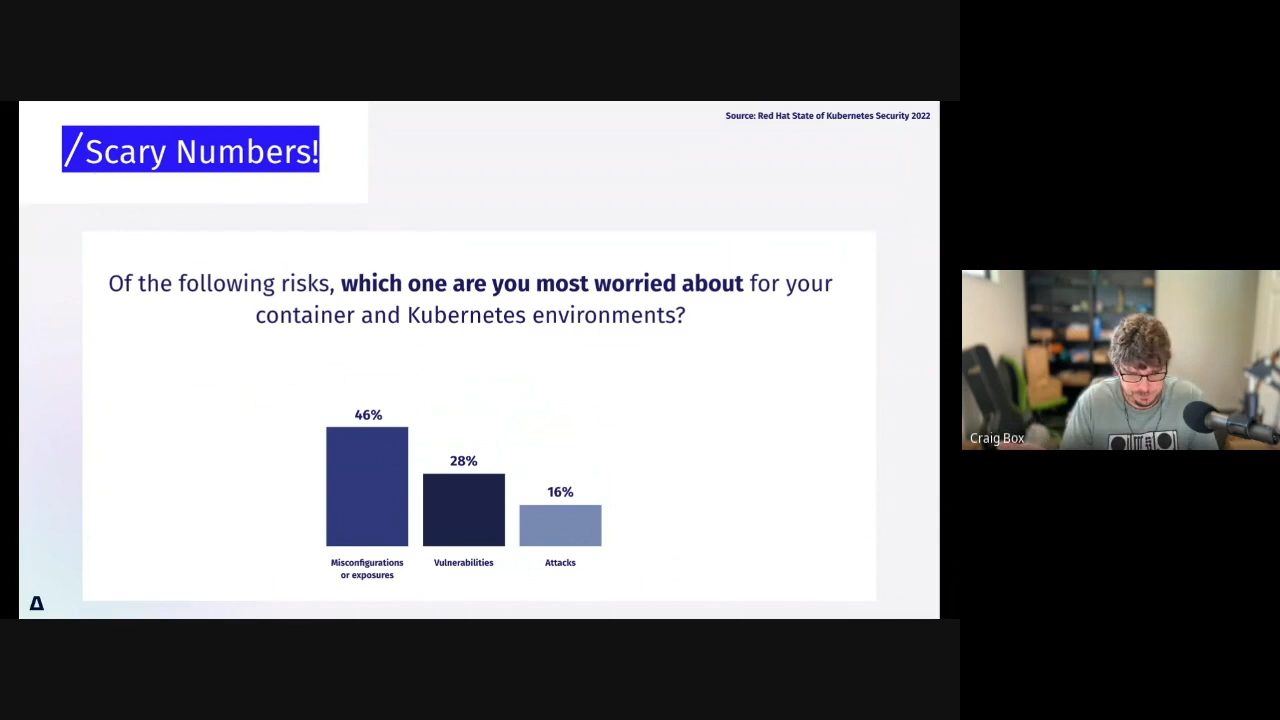 Source: Red Hat State of Kubernetes Security 2022
/Scary Numbers!
Of the following risks, which one are you most worried about for your
container and Kubernetes environments?
46%
28%
16%
Misconfigurations
or exposures
Vulnerabilities
Attacks
Craig Box